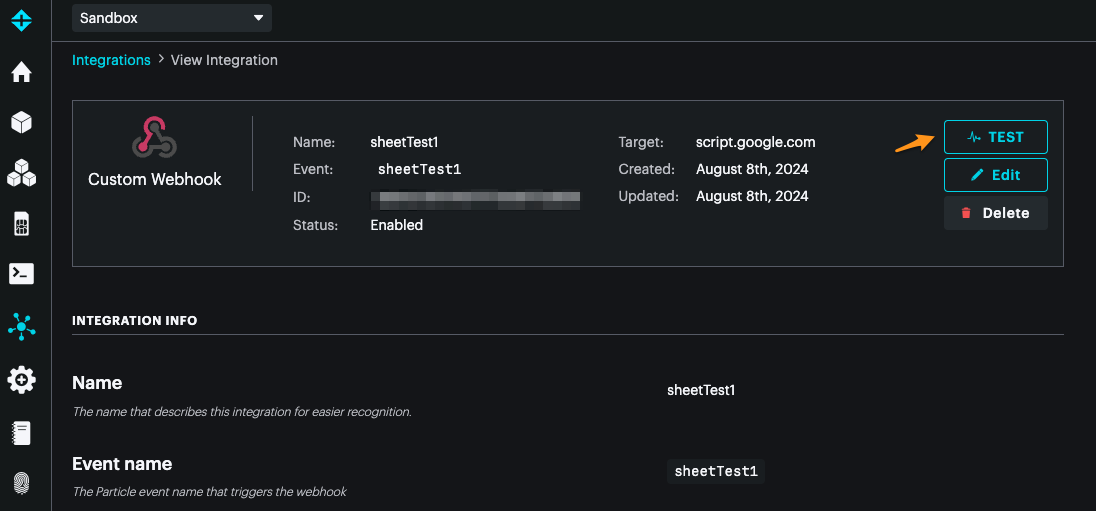 Sandbox
Integrations > View Integration
Custom Webhook
Name: sheetTest1
Event: sheetTest1
ID:
Status: Enabled
Target: script.google.com
Created: August 8th, 2024
Updated: August 8th, 2024
TEST
Edit
Delete
INTEGRATION INFO
Name
sheetTest1
The name that describes this integration for easier recognition.
Event name
sheetTest1
The Particle event name that triggers the webhook